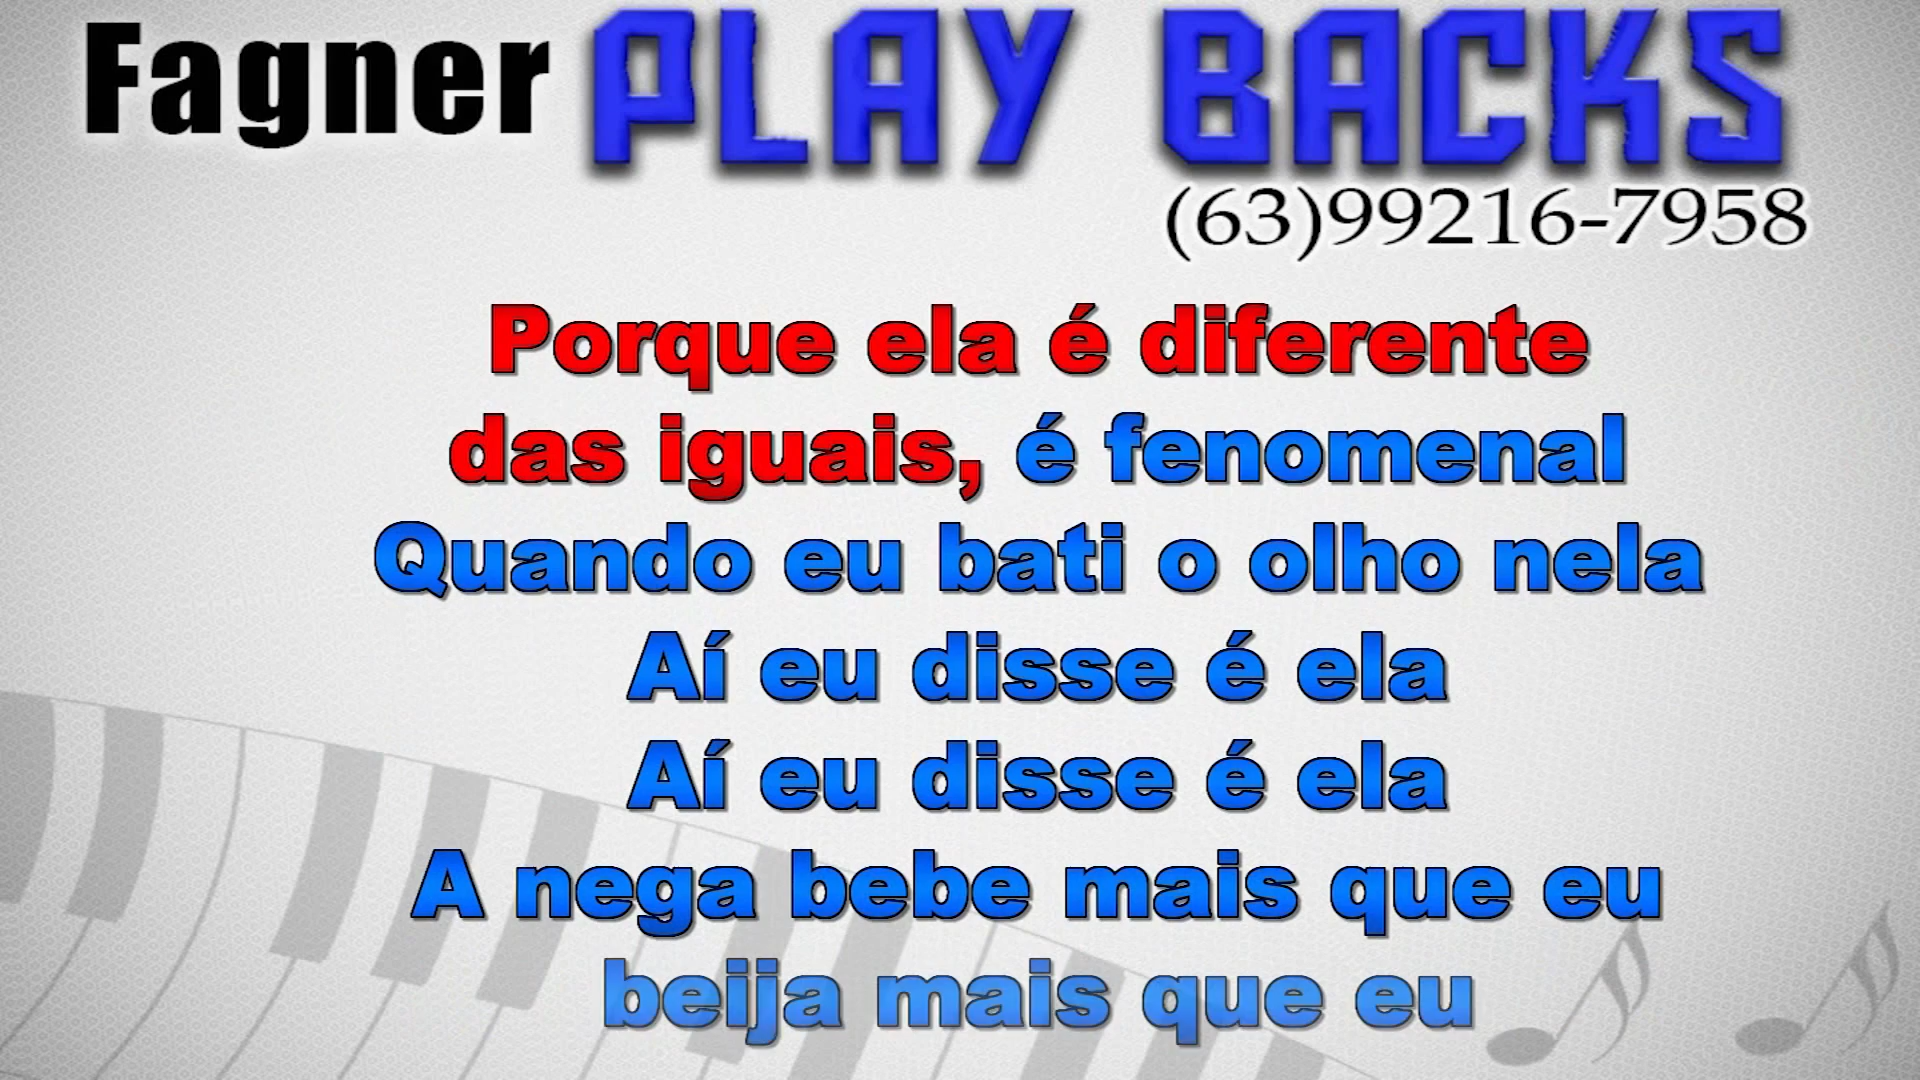 Fagner PLAY BACKS
(63)99216-7958
Porque ela é diferente
das iguais, é fenomenal
Quando eu bati o olho nela
Aí eu disse é ela
Aí eu disse é ela
A nega bebe mais que eu
beija mais que eu